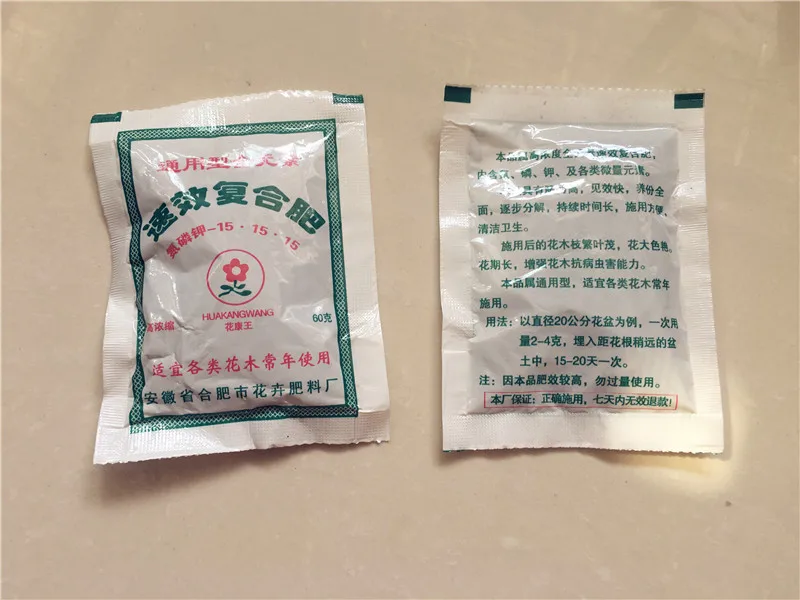 通用型
速效复合肥
氮磷钾-15·15·15
HUAKANGWANG
花康王
高浓缩
60克
适宜各类花木常年使用
安徽省合肥市花卉肥料厂
本品属高浓度 速效复合肥，
内含氮、磷、钾、及各类微量元素。
高，见效快，养份全
面，逐步分解，持续时间长，施用方便，
清洁卫生。
施用后的花木枝繁叶茂，花大色艳，
花期长，增强花木抗病虫害能力。
本品属通用型，适宜各类花木常年
施用。
用法：以直径20公分花盆为例，一次用
量2-4克，埋入距花根稍远的盆
土中，15-20天一次。
注：因本品肥效较高，勿过量使用。
本厂保证：正确施用，七天内无效退款！